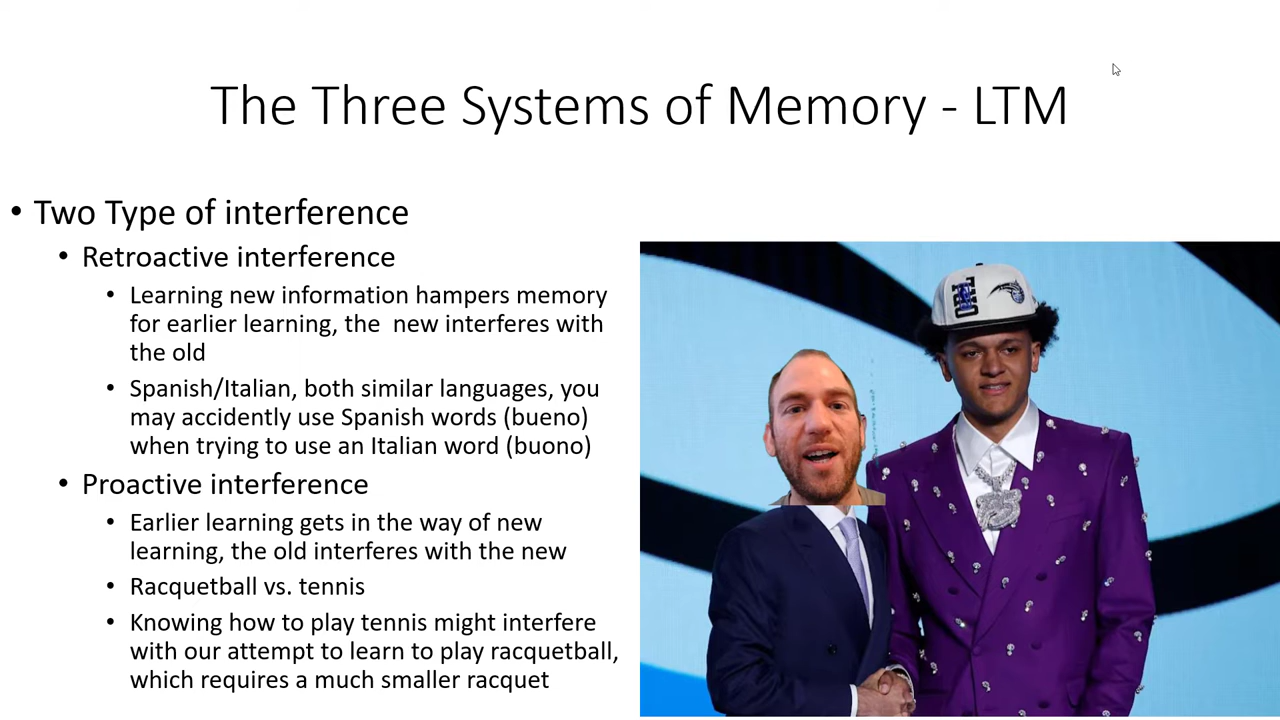 The Three Systems of Memory - LTM
• Two Type of interference
• Retroactive interference
• Learning new information hampers memory
for earlier learning, the  new interferes with
the old
• Spanish/Italian, both similar languages, you
may accidently use Spanish words (bueno)
when trying to use an Italian word (buono)
• Proactive interference
• Earlier learning gets in the way of new
learning, the old interferes with the new
• Racquetball vs. tennis
• Knowing how to play tennis might interfere
with our attempt to learn to play racquetball,
which requires a much smaller racquet